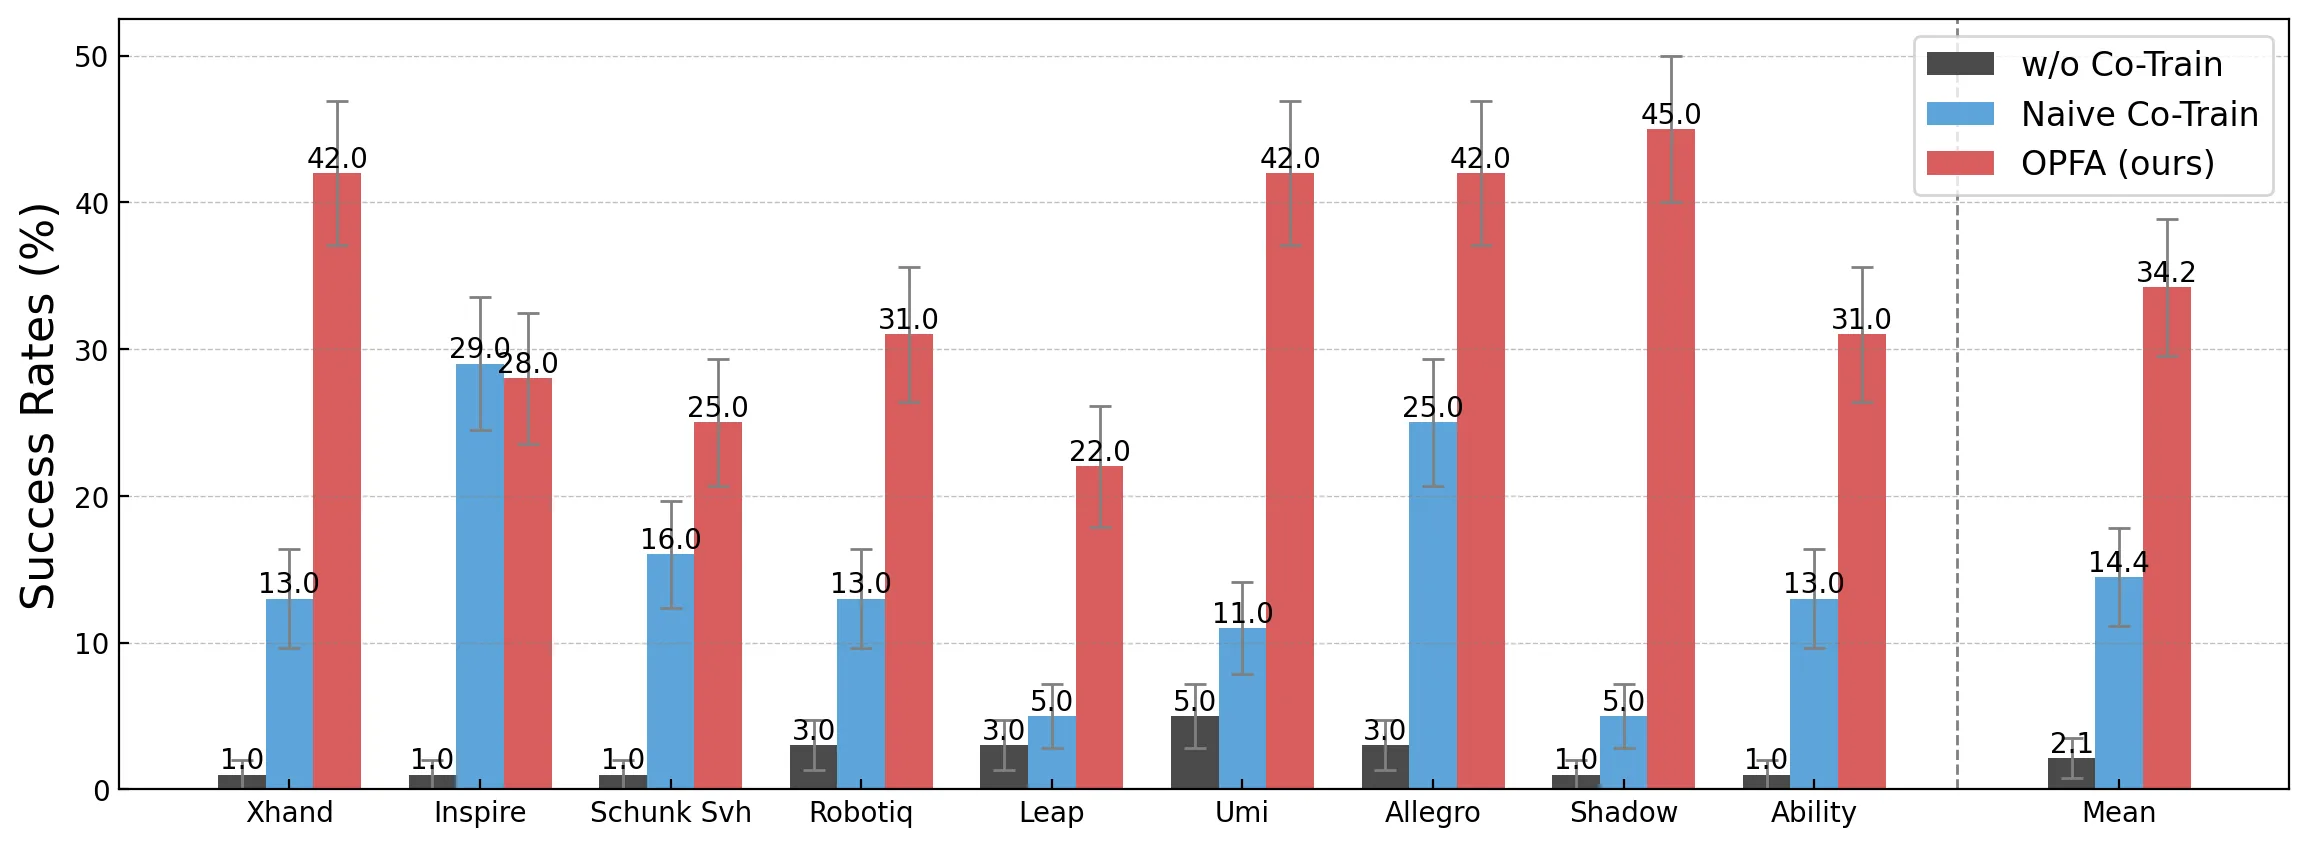 Success Rates (%)
50
40
30
20
10
0
w/o Co-Train
Naive Co-Train
OPFA (ours)
1.0 13.0 42.0
1.0 29.0 28.0
1.0 16.0 25.0
3.0 13.0 31.0
3.0 5.0 22.0
5.0 11.0 42.0
3.0 25.0 42.0
1.0 5.0 45.0
1.0 13.0 31.0
2.1 14.4 34.2
Xhand Inspire Schunk Svh Robotiq Leap Umi Allegro Shadow Ability Mean